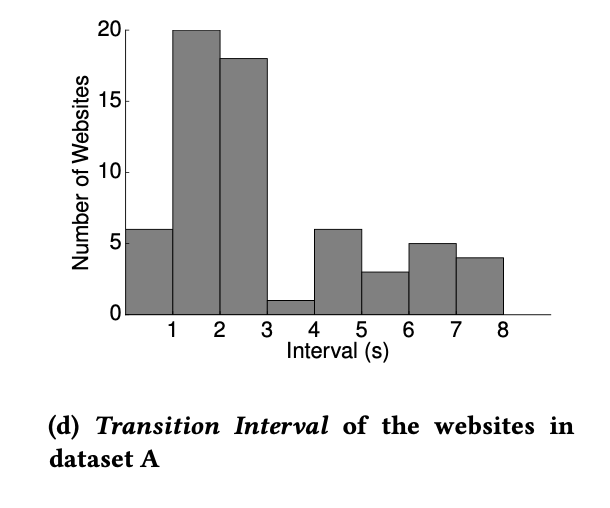 20
15
10
5
0
Number of Websites
1 2 3 4 5 6 7 8
Interval (s)
(d) Transition Interval of the websites in
dataset A